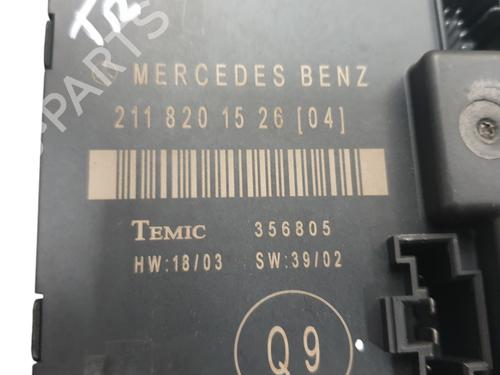 MERCEDES BENZ
211 820 15 26 [04]
TEMIC 356805
HW:18/03 SW:39/02
Q9